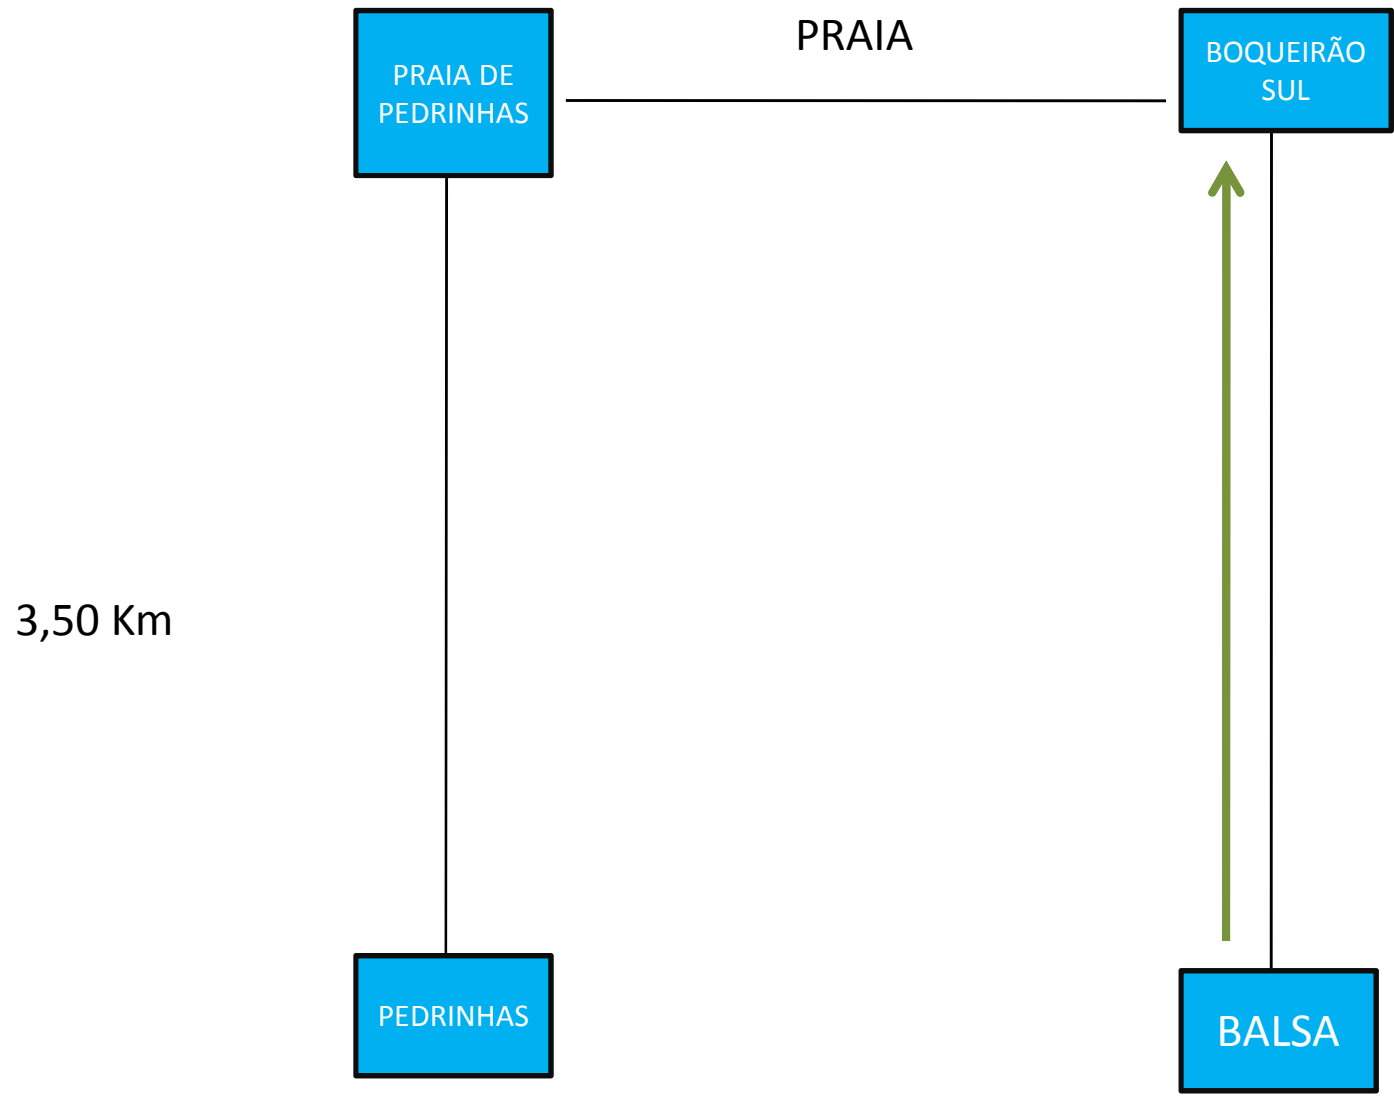 PRAIA DE
PEDRINHAS
PRAIA
BOQUEIRÃO
SUL
3,50 Km
PEDRINHAS
BALSA